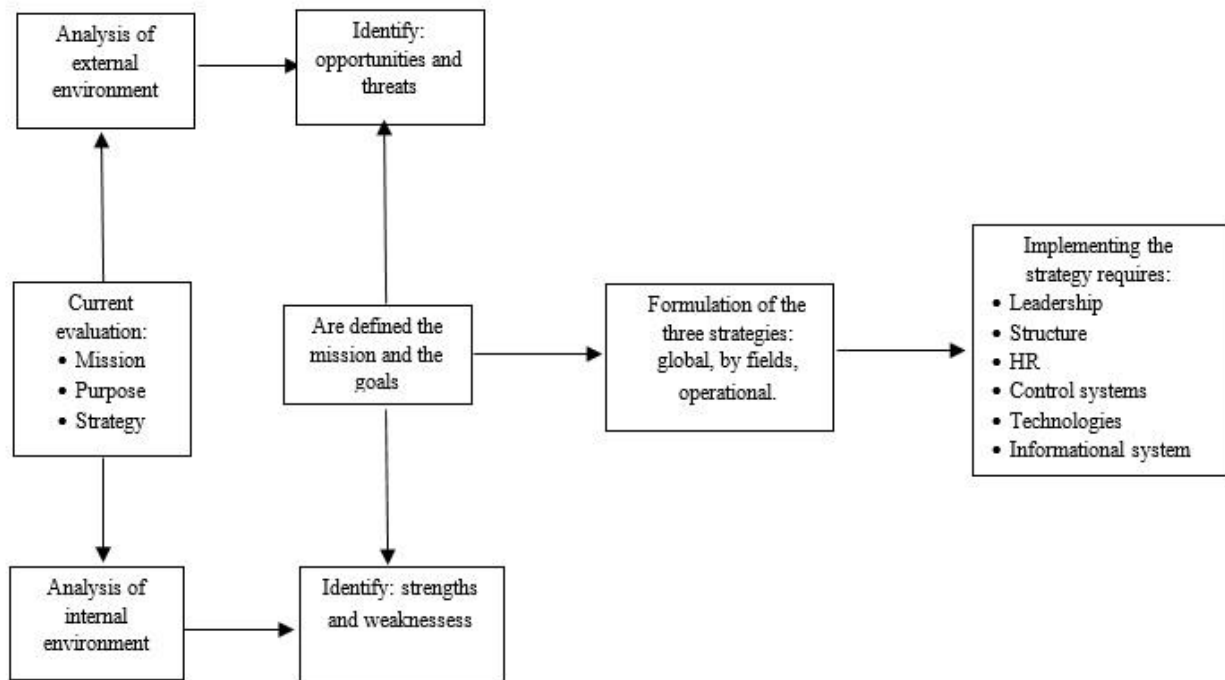 Analysis of
external
environment
Identify:
opportunities and
threats
Current
evaluation:
• Mission
• Purpose
• Strategy
Are defined the
mission and the
goals
Formulation of the
three strategies:
global, by fields,
operational.
Implementing the
strategy requires:
• Leadership
• Structure
• HR
• Control systems
• Technologies
• Informational system
Analysis of
internal
environment
Identify: strengths
and weaknessess